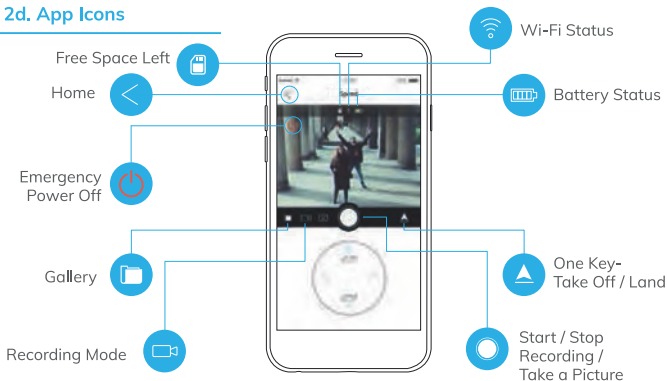 2d. App Icons
Free Space Left
Home
Emergency
Power Off
Gallery
Recording Mode
Wi-Fi Status
Battery Status
One Key-
Take Off / Land
Start / Stop
Recording /
Take a Picture
Speed